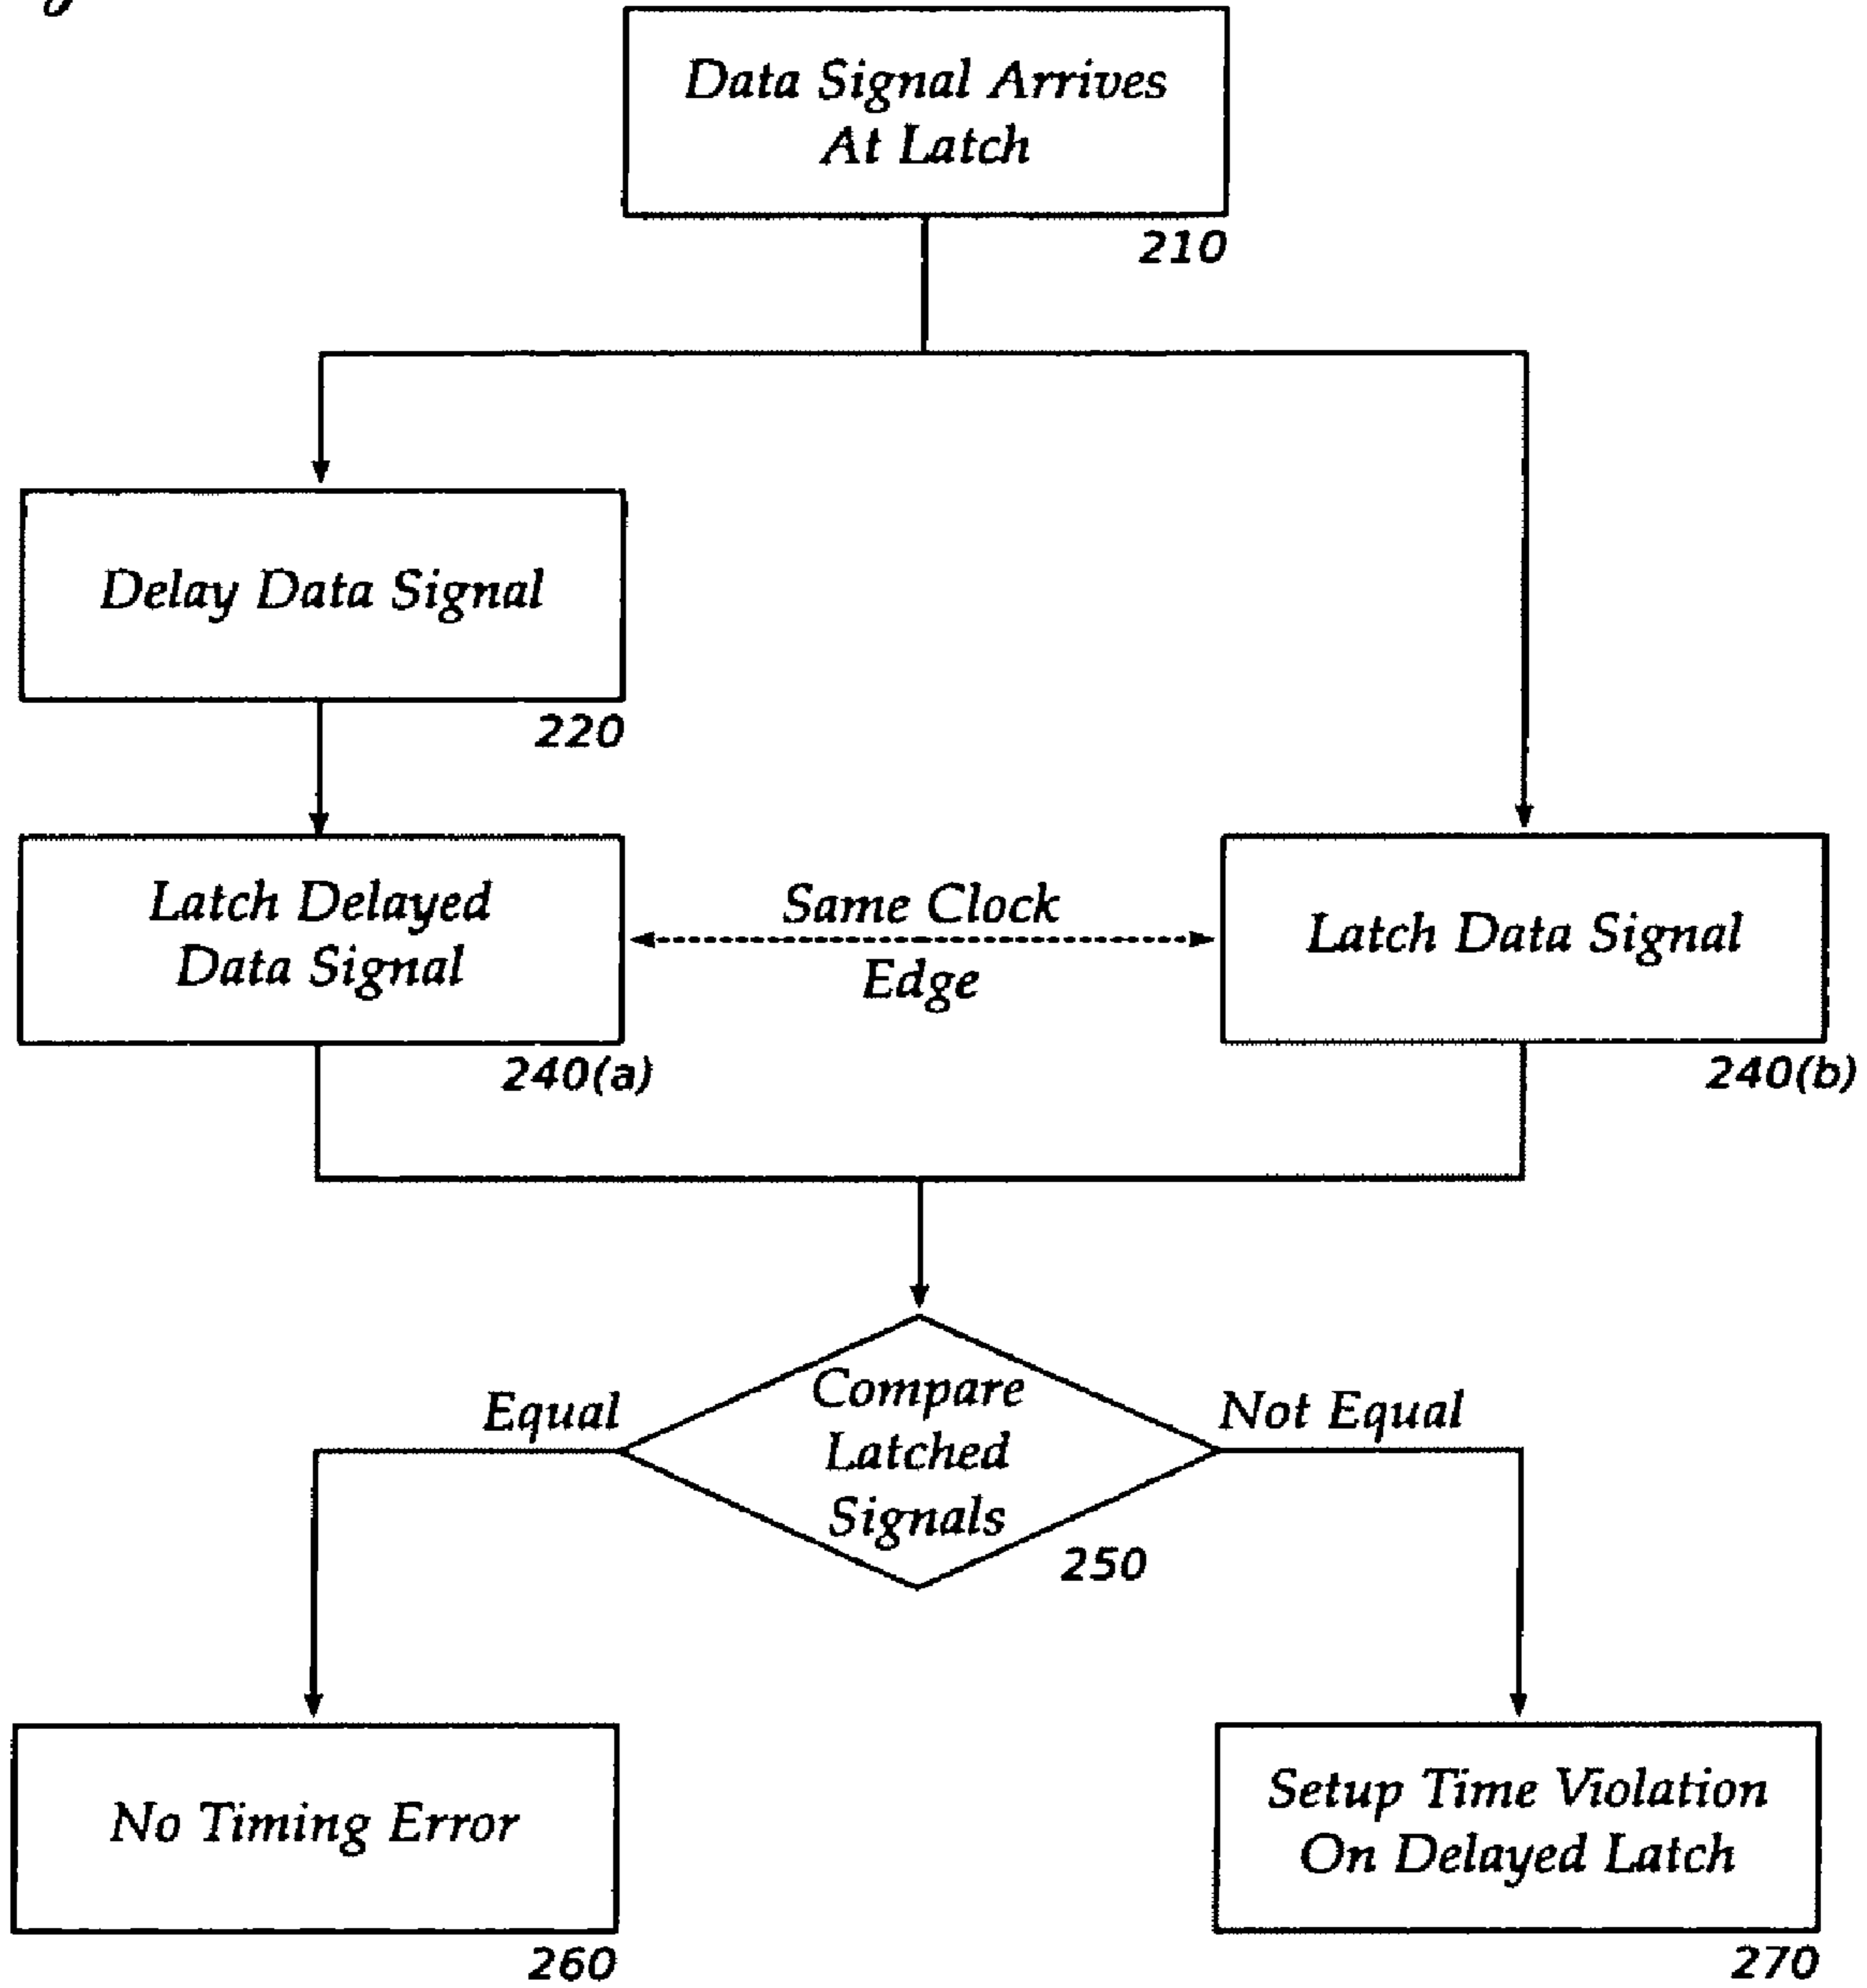 Data Signal Arrives
At Latch
210
Delay Data Signal
220
Latch Delayed
Data Signal
240(a)
Same Clock
Edge
Latch Data Signal
240(b)
Compare
Latched
Signals
250
Equal
Not Equal
No Timing Error
260
Setup Time Violation
On Delayed Latch
270